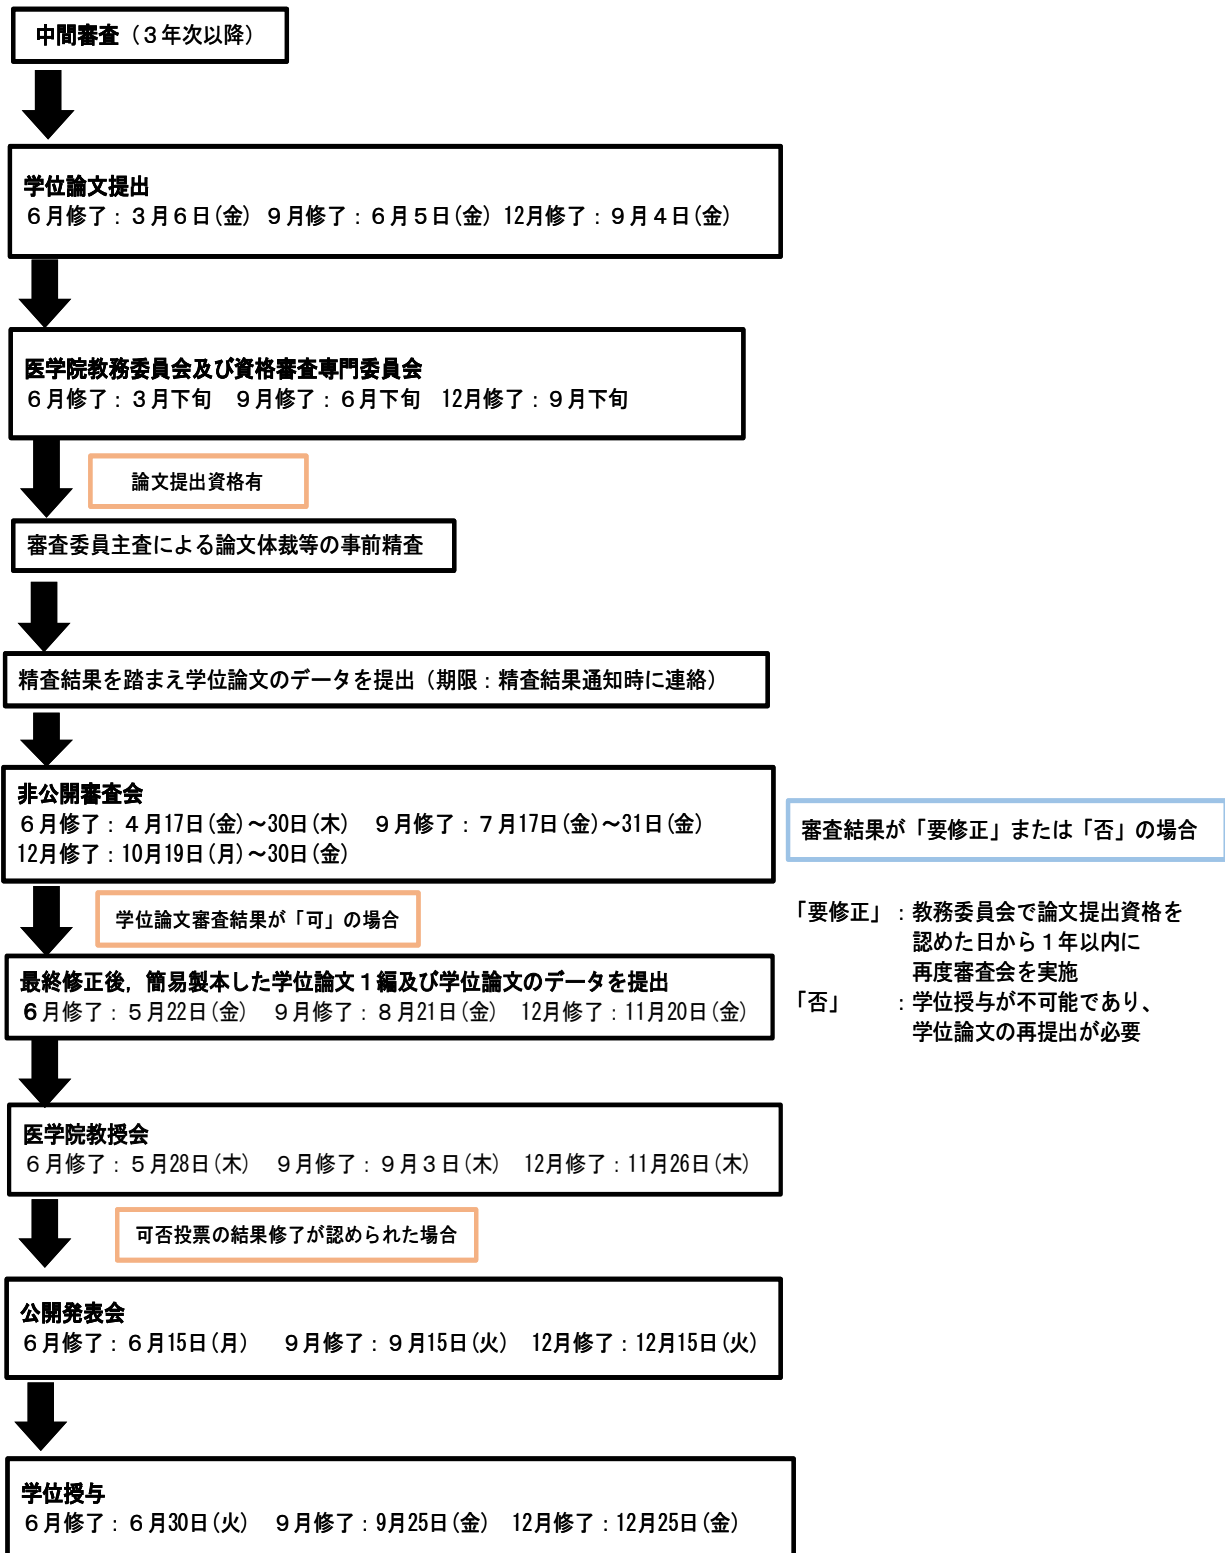 中間審査（３年次以降）
学位論文提出
６月修了：３月６日(金) ９月修了：６月５日(金) 12月修了：９月４日(金)
医学院教務委員会及び資格審査専門委員会
６月修了：３月下旬　９月修了：６月下旬　12月修了：９月下旬
論文提出資格有
審査委員主査による論文体裁等の事前精査
精査結果を踏まえ学位論文のデータを提出（期限：精査結果通知時に連絡）
非公開審査会
６月修了：４月17日(金)～30日(木)　９月修了：７月17日(金)～31日(金)
12月修了：10月19日(月)～30日(金)
審査結果が「要修正」または「否」の場合
「要修正」：教務委員会で論文提出資格を
認めた日から１年以内に
再度審査会を実施
「否」　　：学位授与が不可能であり、
学位論文の再提出が必要
学位論文審査結果が「可」の場合
最終修正後，簡易製本した学位論文１編及び学位論文のデータを提出
６月修了：５月22日(金)　９月修了：８月21日(金)　12月修了：11月20日(金)
医学院教授会
６月修了：５月28日(木)　９月修了：９月３日(木)　12月修了：11月26日(木)
可否投票の結果修了が認められた場合
公開発表会
６月修了：６月15日(月)　９月修了：９月15日(火)　12月修了：12月15日(火)
学位授与
６月修了：６月30日(火)　９月修了：9月25日(金)　12月修了：12月25日(金)